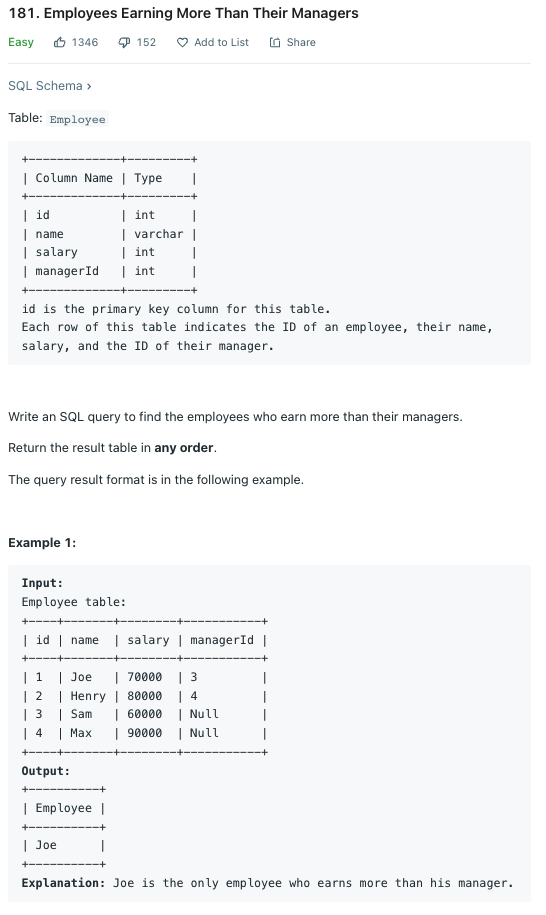 181. Employees Earning More Than Their Managers
Easy 1346 152 Add to List Share
SQL Schema >
Table: Employee
+-------------+---------+
| Column Name | Type    |
+-------------+---------+
| id          | int     |
| name        | varchar |
| salary      | int     |
| managerId   | int     |
+-------------+---------+
id is the primary key column for this table.
Each row of this table indicates the ID of an employee, their name,
salary, and the ID of their manager.
Write an SQL query to find the employees who earn more than their managers.
Return the result table in any order.
The query result format is in the following example.
Example 1:
Input:
Employee table:
+----+-------+--------+-----------+
| id | name  | salary | managerId |
+----+-------+--------+-----------+
| 1  | Joe   | 70000  | 3         |
| 2  | Henry | 80000  | 4         |
| 3  | Sam   | 60000  | Null      |
| 4  | Max   | 90000  | Null      |
+----+-------+--------+-----------+
Output:
+----------+
| Employee |
+----------+
| Joe      |
+----------+
Explanation: Joe is the only employee who earns more than his manager.